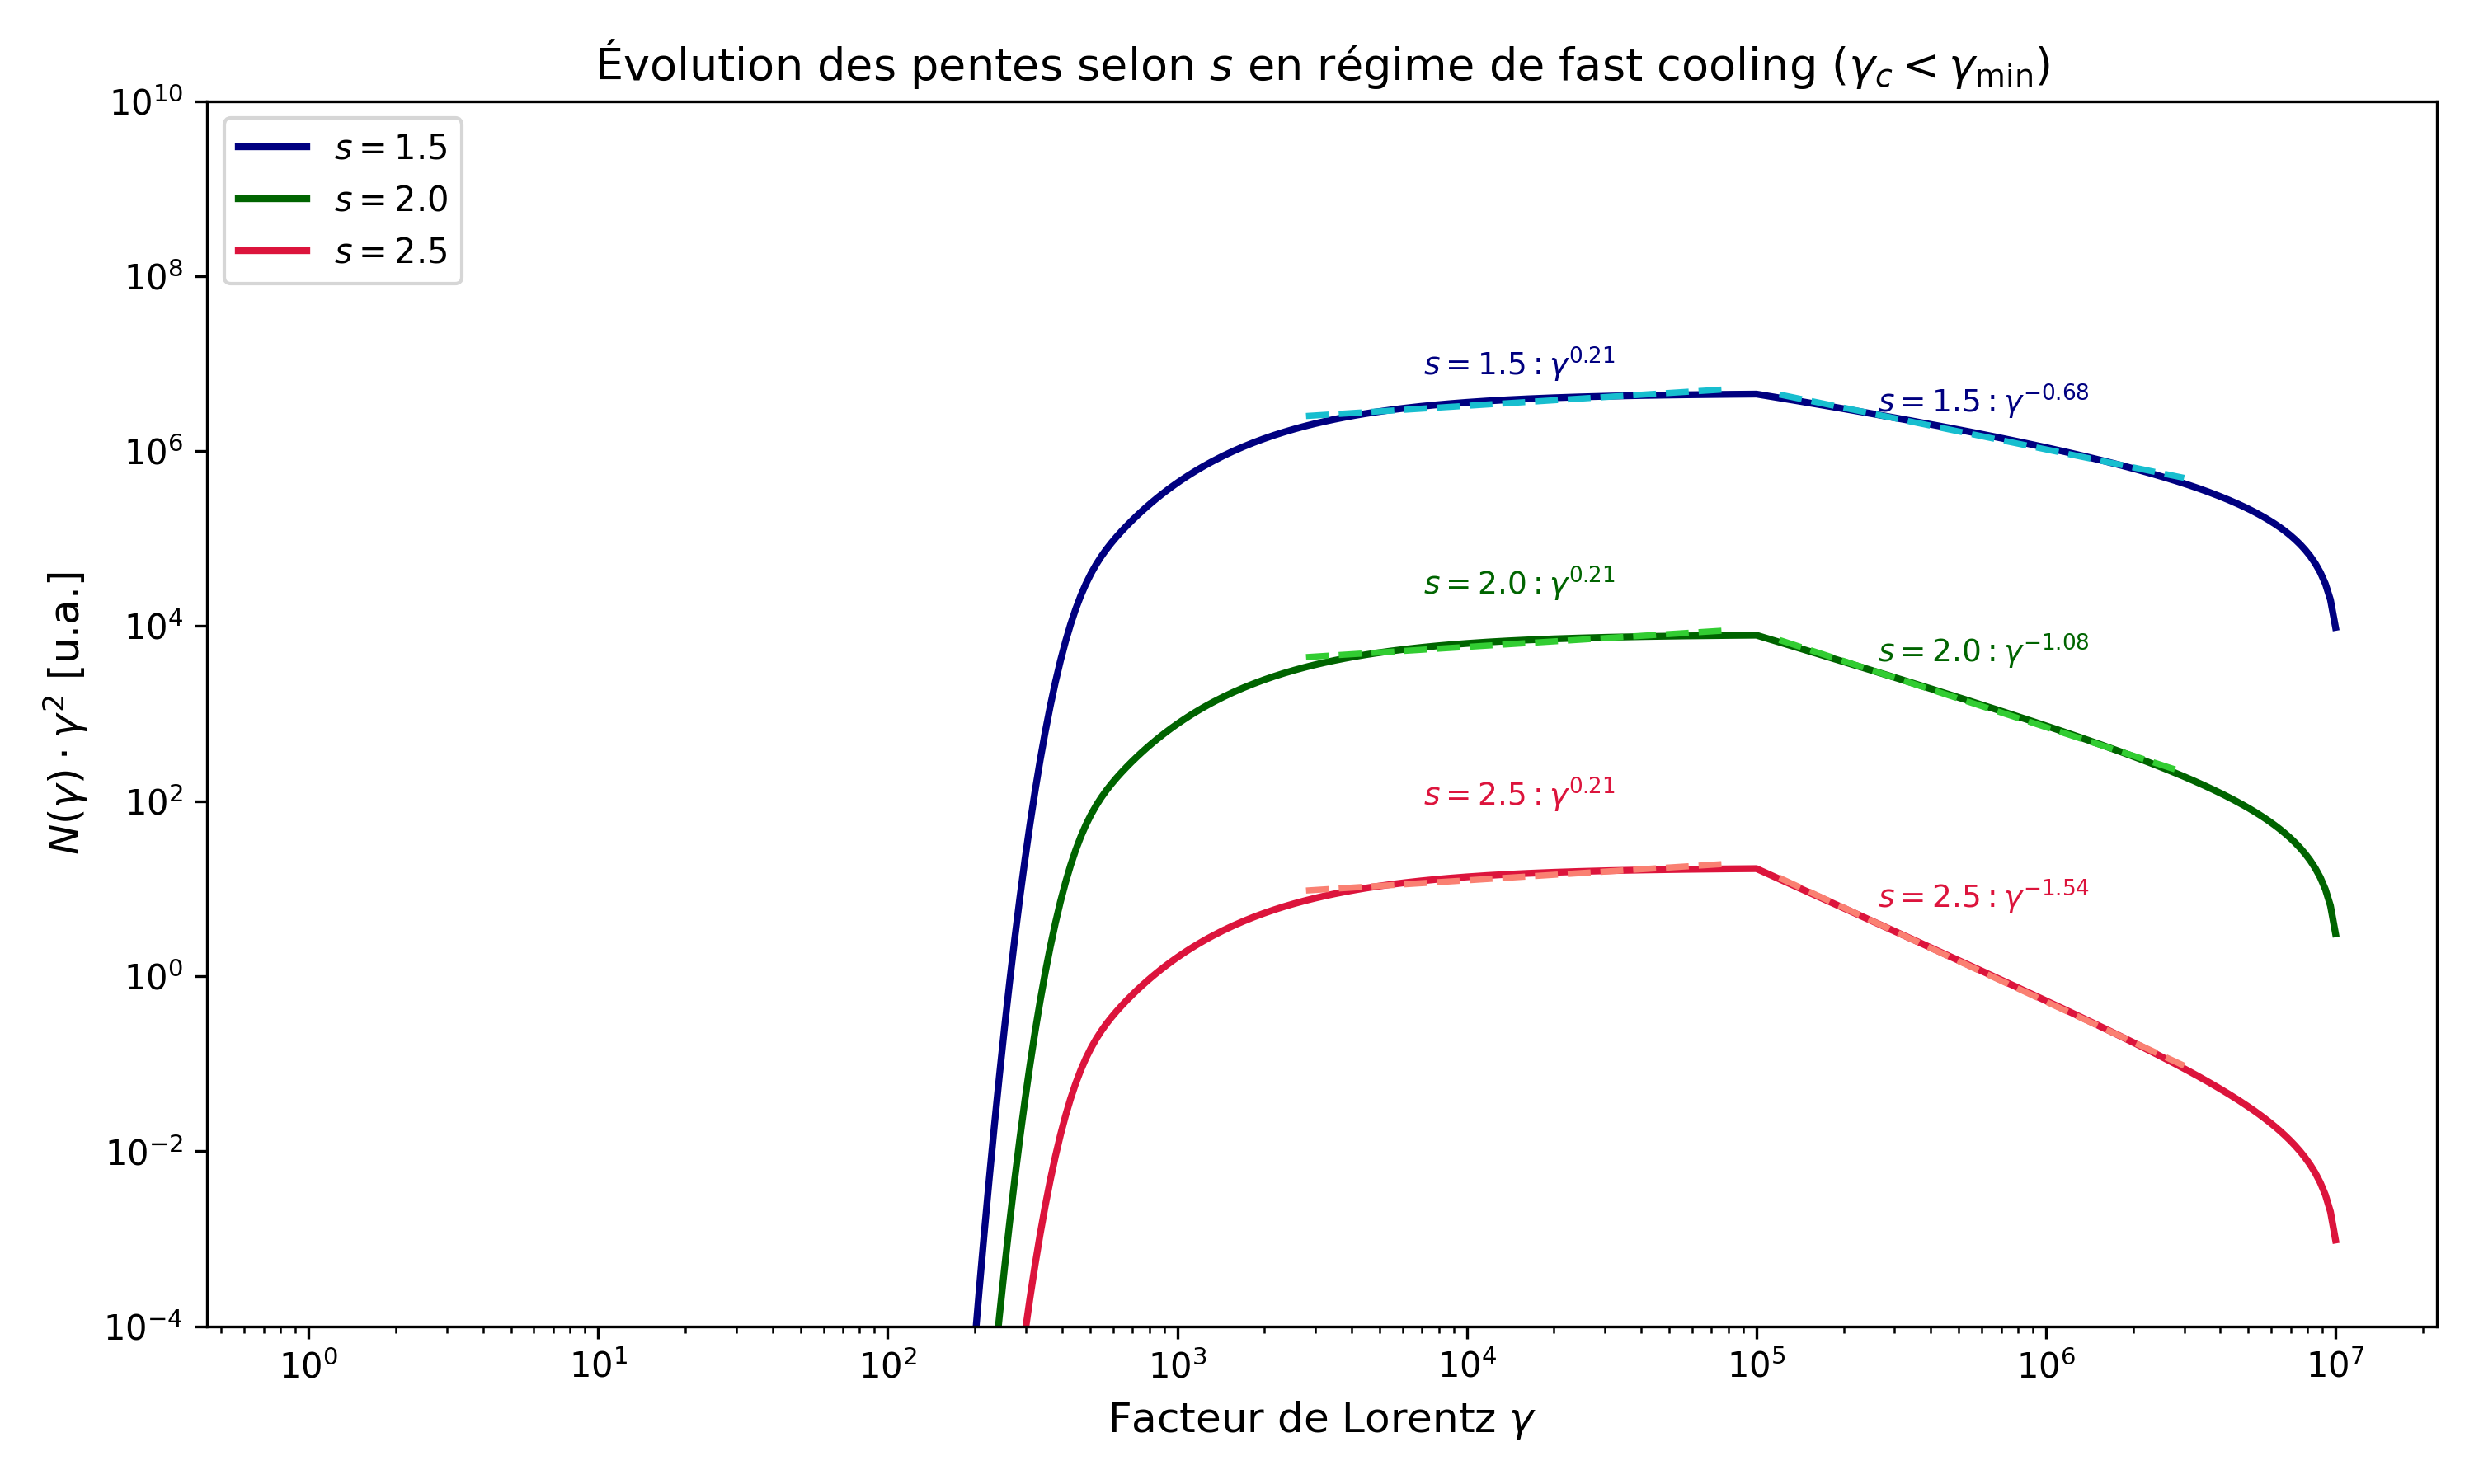 Évolution des pentes selon s en régime de fast cooling (γ_c < γ_min)
s = 1.5
s = 2.0
s = 2.5
10^10
10^8
10^6
10^4
10^2
10^0
10^−2
10^−4
N(γ) · γ^2 [u.a.]
s = 1.5 : γ^0.21
s = 1.5 : γ^−0.68
s = 2.0 : γ^0.21
s = 2.0 : γ^−1.08
s = 2.5 : γ^0.21
s = 2.5 : γ^−1.54
10^0 10^1 10^2 10^3 10^4 10^5 10^6 10^7
Facteur de Lorentz γ